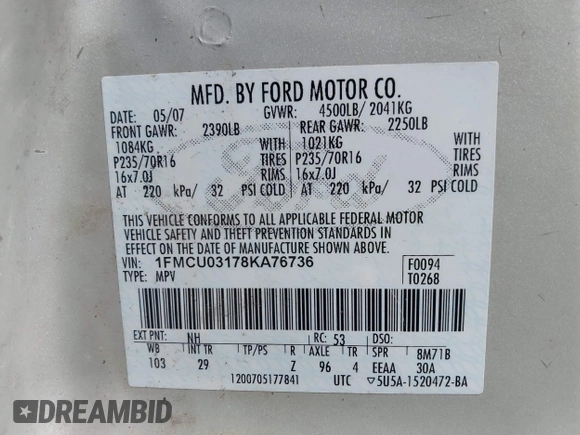 MFD. BY FORD MOTOR CO.
DATE: 05/07 GVWR: 4500LB/ 2041KG
FRONT GAWR: 2390LB REAR GAWR: 2250LB
1084KG WITH 1021KG WITH
P235/70R16 TIRES P235/70R16 TIRES
16x7.0J RIMS 16x7.0J RIMS
AT 220 kPa/ 32 PSI COLD AT 220 kPa/ 32 PSI COLD
THIS VEHICLE CONFORMS TO ALL APPLICABLE FEDERAL MOTOR
VEHICLE SAFETY AND THEFT PREVENTION STANDARDS IN
EFFECT ON THE DATE OF MANUFACTURE SHOWN ABOVE.
VIN: 1FMCU03178KA76736 F0094
TYPE: MPV T0268
EXT PNT: NH RC: 53 DSO:
WB INT TR TP/PS R AXLE TR SPR 8M71B
103 29 Z 96 4 EEAA 30A
1200705177841 UTC 5U5A-1520472-BA
Ford
DREAMBID